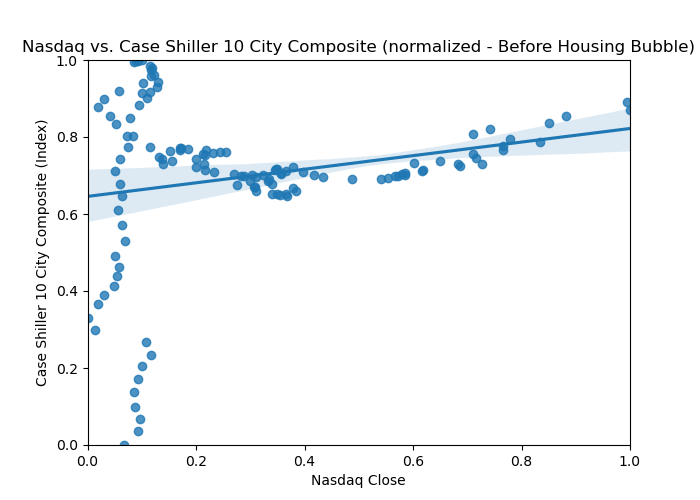 Nasdaq vs. Case Shiller 10 City Composite (normalized - Before Housing Bubble)
Case Shiller 10 City Composite (Index)
1.0
0.8
0.6
0.4
0.2
0.0
0.0 0.2 0.4 0.6 0.8 1.0
Nasdaq Close